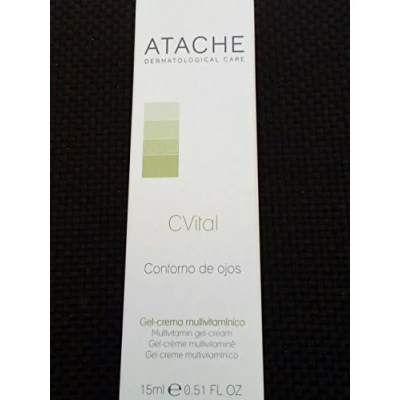 ATACHE
DERMATOLOGICAL CARE
CVital
Contorno de ojos
Gel-crema multivitamínico
Multivitamin gel-cream
Gel-crème multivitaminé
Gel creme multivitamínico
15ml ℮ 0.51 FL OZ